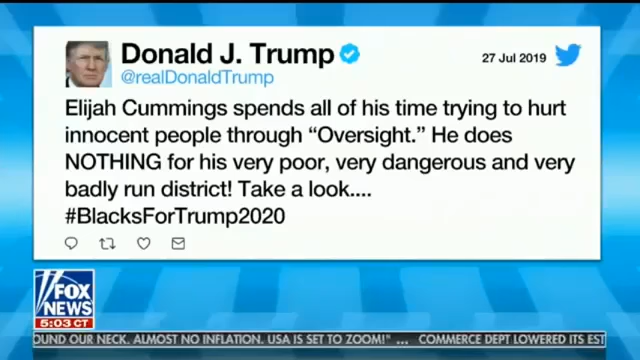 Donald J. Trump
27 Jul 2019
@realDonaldTrump
Elijah Cummings spends all of his time trying to hurt
innocent people through “Oversight.” He does
NOTHING for his very poor, very dangerous and very
badly run district! Take a look....
#BlacksForTrump2020
FOX
NEWS
5:03 CT
OUND OUR NECK. ALMOST NO INFLATION. USA IS SET TO ZOOM!" ... COMMERCE DEPT LOWERED ITS EST